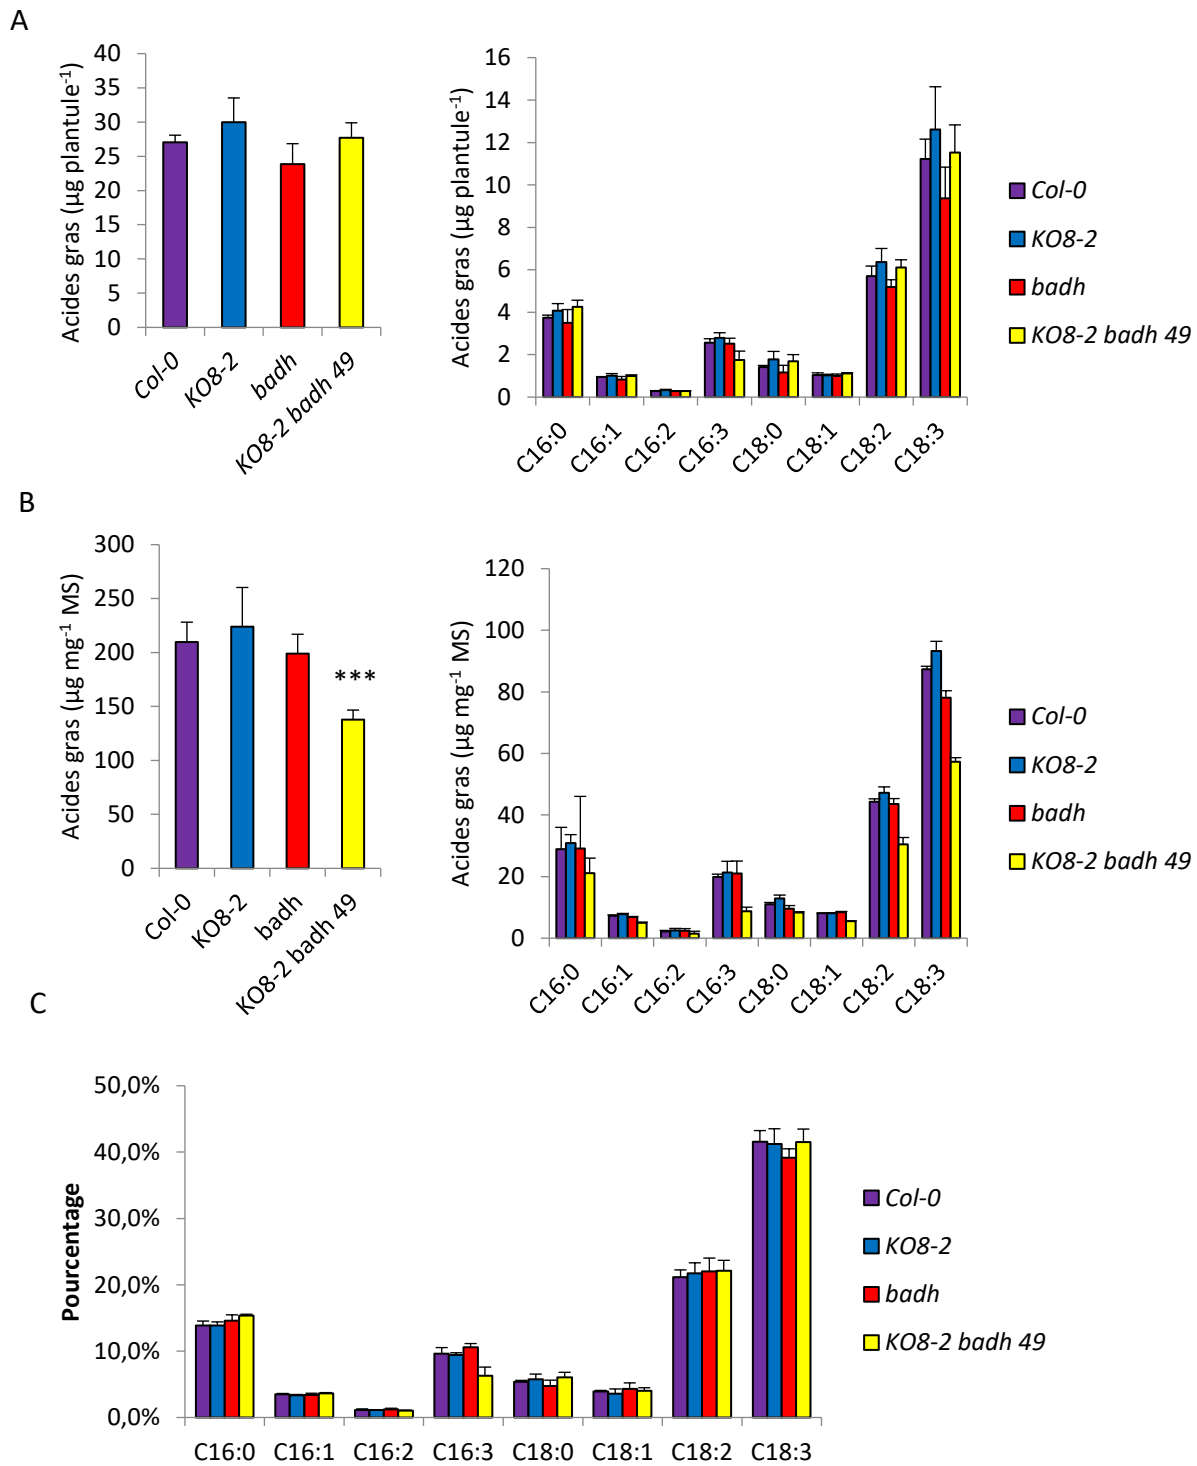 A
Acides gras (µg plantule-1)
40
35
30
25
20
15
10
5
0
Col-0
KO8-2
badh
KO8-2 badh 49
Acides gras (µg plantule-1)
16
14
12
10
8
6
4
2
0
C16:0
C16:1
C16:2
C16:3
C18:0
C18:1
C18:2
C18:3
Col-0
KO8-2
badh
KO8-2 badh 49
B
Acides gras (µg mg-1 MS)
300
250
200
150
100
50
0
***
Col-0
KO8-2
badh
KO8-2 badh 49
Acides gras (µg mg-1 MS)
120
100
80
60
40
20
0
C16:0
C16:1
C16:2
C16:3
C18:0
C18:1
C18:2
C18:3
Col-0
KO8-2
badh
KO8-2 badh 49
C
Pourcentage
50,0%
40,0%
30,0%
20,0%
10,0%
0,0%
C16:0
C16:1
C16:2
C16:3
C18:0
C18:1
C18:2
C18:3
Col-0
KO8-2
badh
KO8-2 badh 49